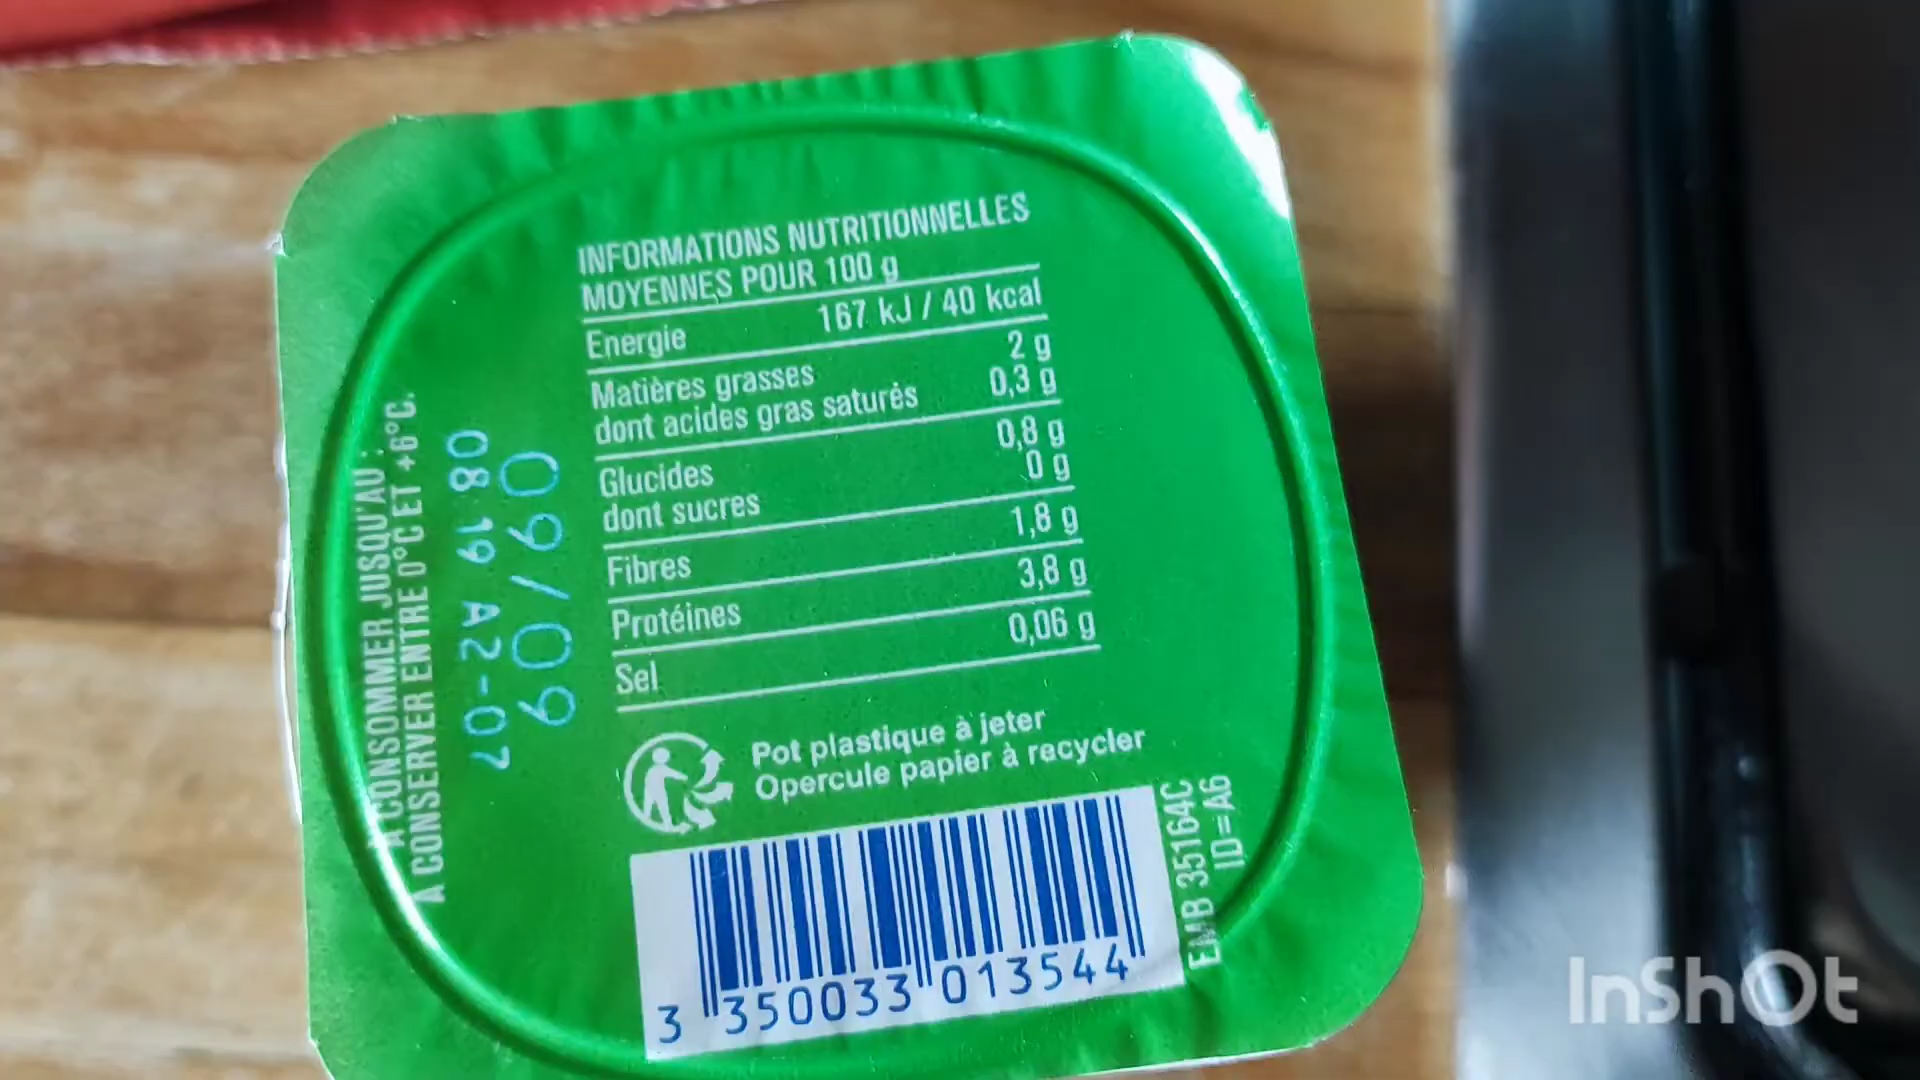 INFORMATIONS NUTRITIONNELLES
MOYENNES POUR 100 g
Energie 167 kJ / 40 kcal
Matières grasses 2 g
dont acides gras saturés 0,3 g
Glucides 0,8 g
dont sucres 0 g
Fibres 1,8 g
Protéines 3,8 g
Sel 0,06 g
Pot plastique à jeter
Opercule papier à recycler
3 350033 013544
EMB 35164C
ID=A6
A CONSOMMER JUSQU'AU :
A CONSERVER ENTRE 0°C ET +6°C.
08 19 A2-07
09/09
InShOt